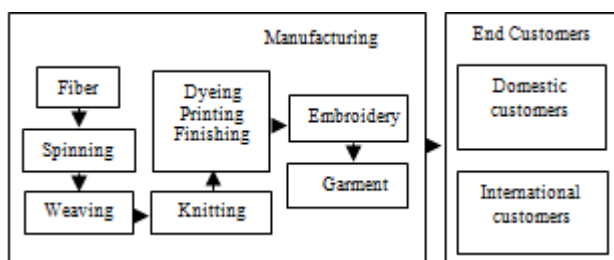 Manufacturing
Fiber
Spinning
Weaving
Knitting
Dyeing
Printing
Finishing
Embroidery
Garment
End Customers
Domestic
customers
International
customers